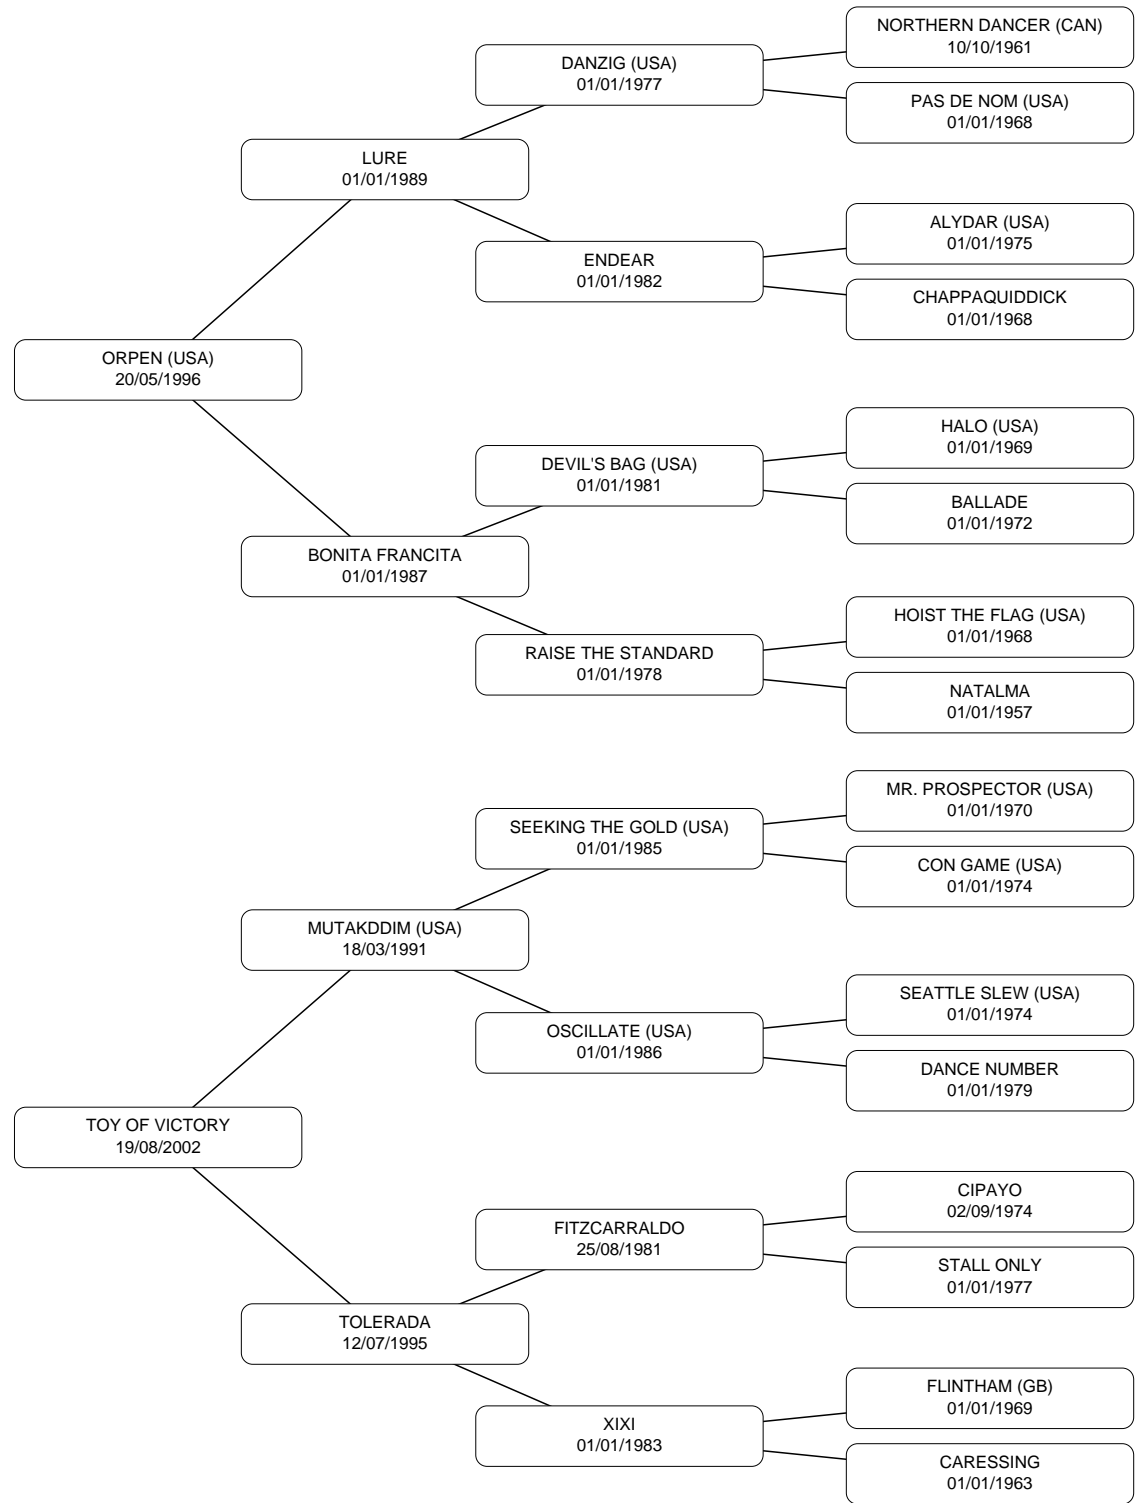 NORTHERN DANCER (CAN)
10/10/1961
DANZIG (USA)
01/01/1977
PAS DE NOM (USA)
01/01/1968
LURE
01/01/1989
ALYDAR (USA)
01/01/1975
ENDEAR
01/01/1982
CHAPPAQUIDDICK
01/01/1968
ORPEN (USA)
20/05/1996
HALO (USA)
01/01/1969
DEVIL'S BAG (USA)
01/01/1981
BALLADE
01/01/1972
BONITA FRANCITA
01/01/1987
HOIST THE FLAG (USA)
01/01/1968
RAISE THE STANDARD
01/01/1978
NATALMA
01/01/1957
MR. PROSPECTOR (USA)
01/01/1970
SEEKING THE GOLD (USA)
01/01/1985
CON GAME (USA)
01/01/1974
MUTAKDDIM (USA)
18/03/1991
SEATTLE SLEW (USA)
01/01/1974
OSCILLATE (USA)
01/01/1986
DANCE NUMBER
01/01/1979
TOY OF VICTORY
19/08/2002
CIPAYO
02/09/1974
FITZCARRALDO
25/08/1981
STALL ONLY
01/01/1977
TOLERADA
12/07/1995
FLINTHAM (GB)
01/01/1969
XIXI
01/01/1983
CARESSING
01/01/1963